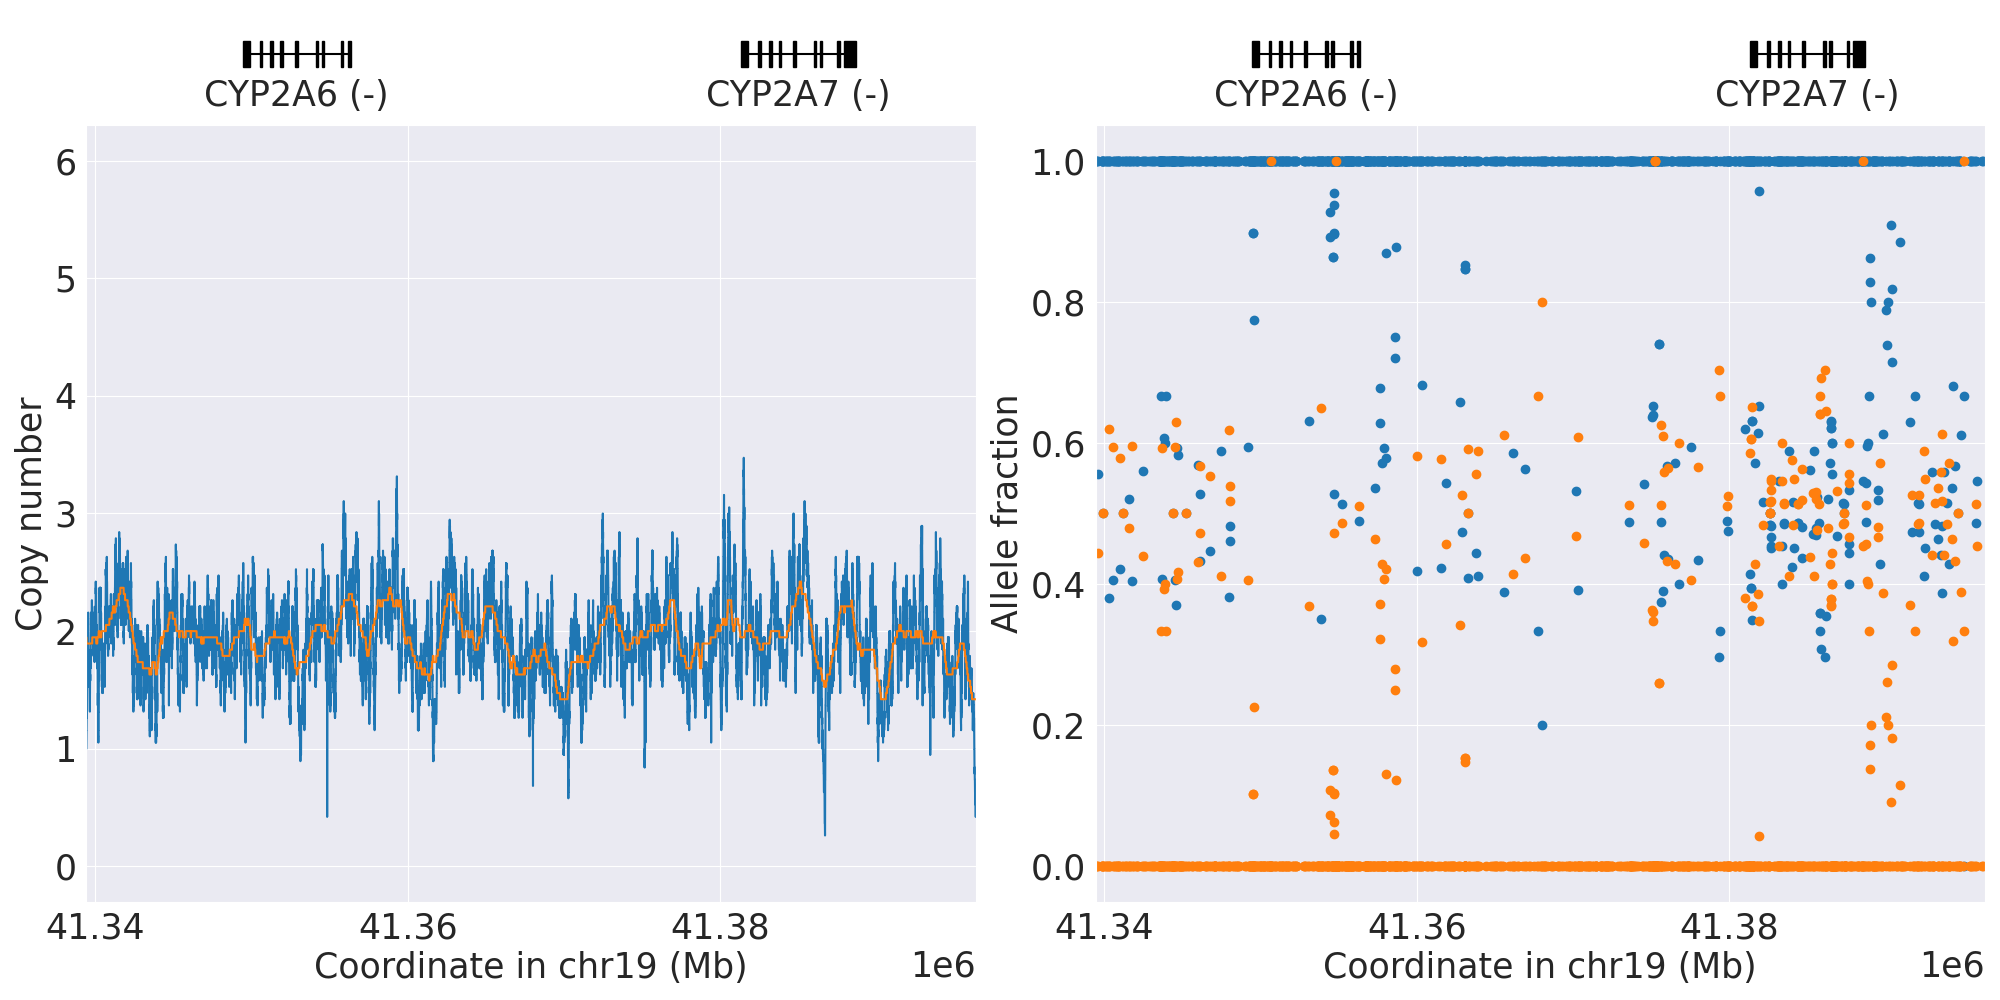 CYP2A6 (-) CYP2A7 (-)
6
5
4
3
2
1
0
Copy number
41.34 41.36 41.38
Coordinate in chr19 (Mb) 1e6
CYP2A6 (-) CYP2A7 (-)
1.0
0.8
0.6
0.4
0.2
0.0
Allele fraction
41.34 41.36 41.38
Coordinate in chr19 (Mb) 1e6